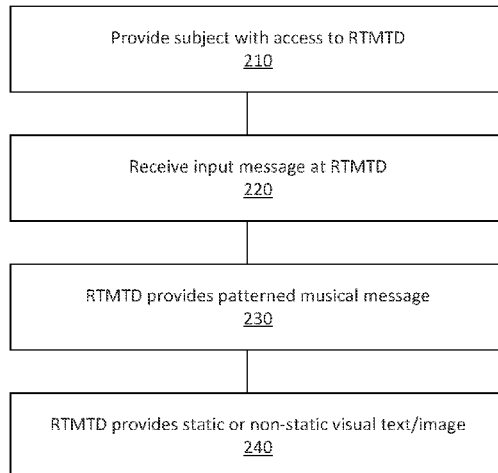 Provide subject with access to RTMTD
210
Receive input message at RTMTD
220
RTMTD provides patterned musical message
230
RTMTD provides static or non-static visual text/image
240